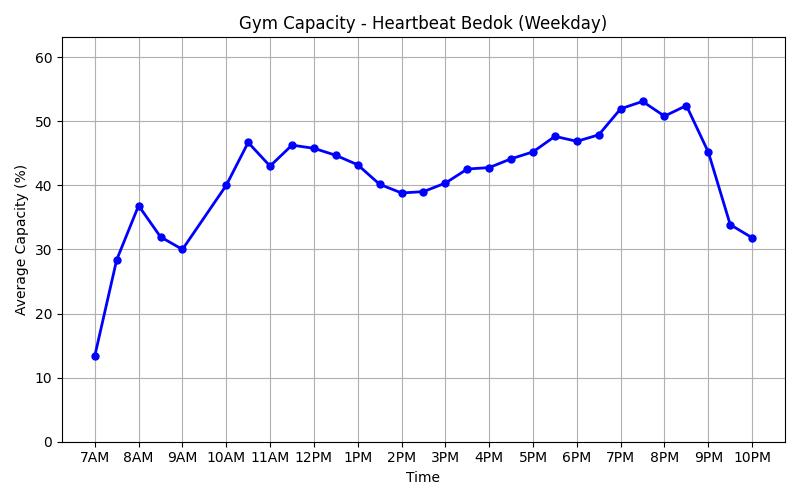 Gym Capacity - Heartbeat Bedok (Weekday)
60
50
40
30
20
10
0
Average Capacity (%)
7AM 8AM 9AM 10AM 11AM 12PM 1PM 2PM 3PM 4PM 5PM 6PM 7PM 8PM 9PM 10PM
Time